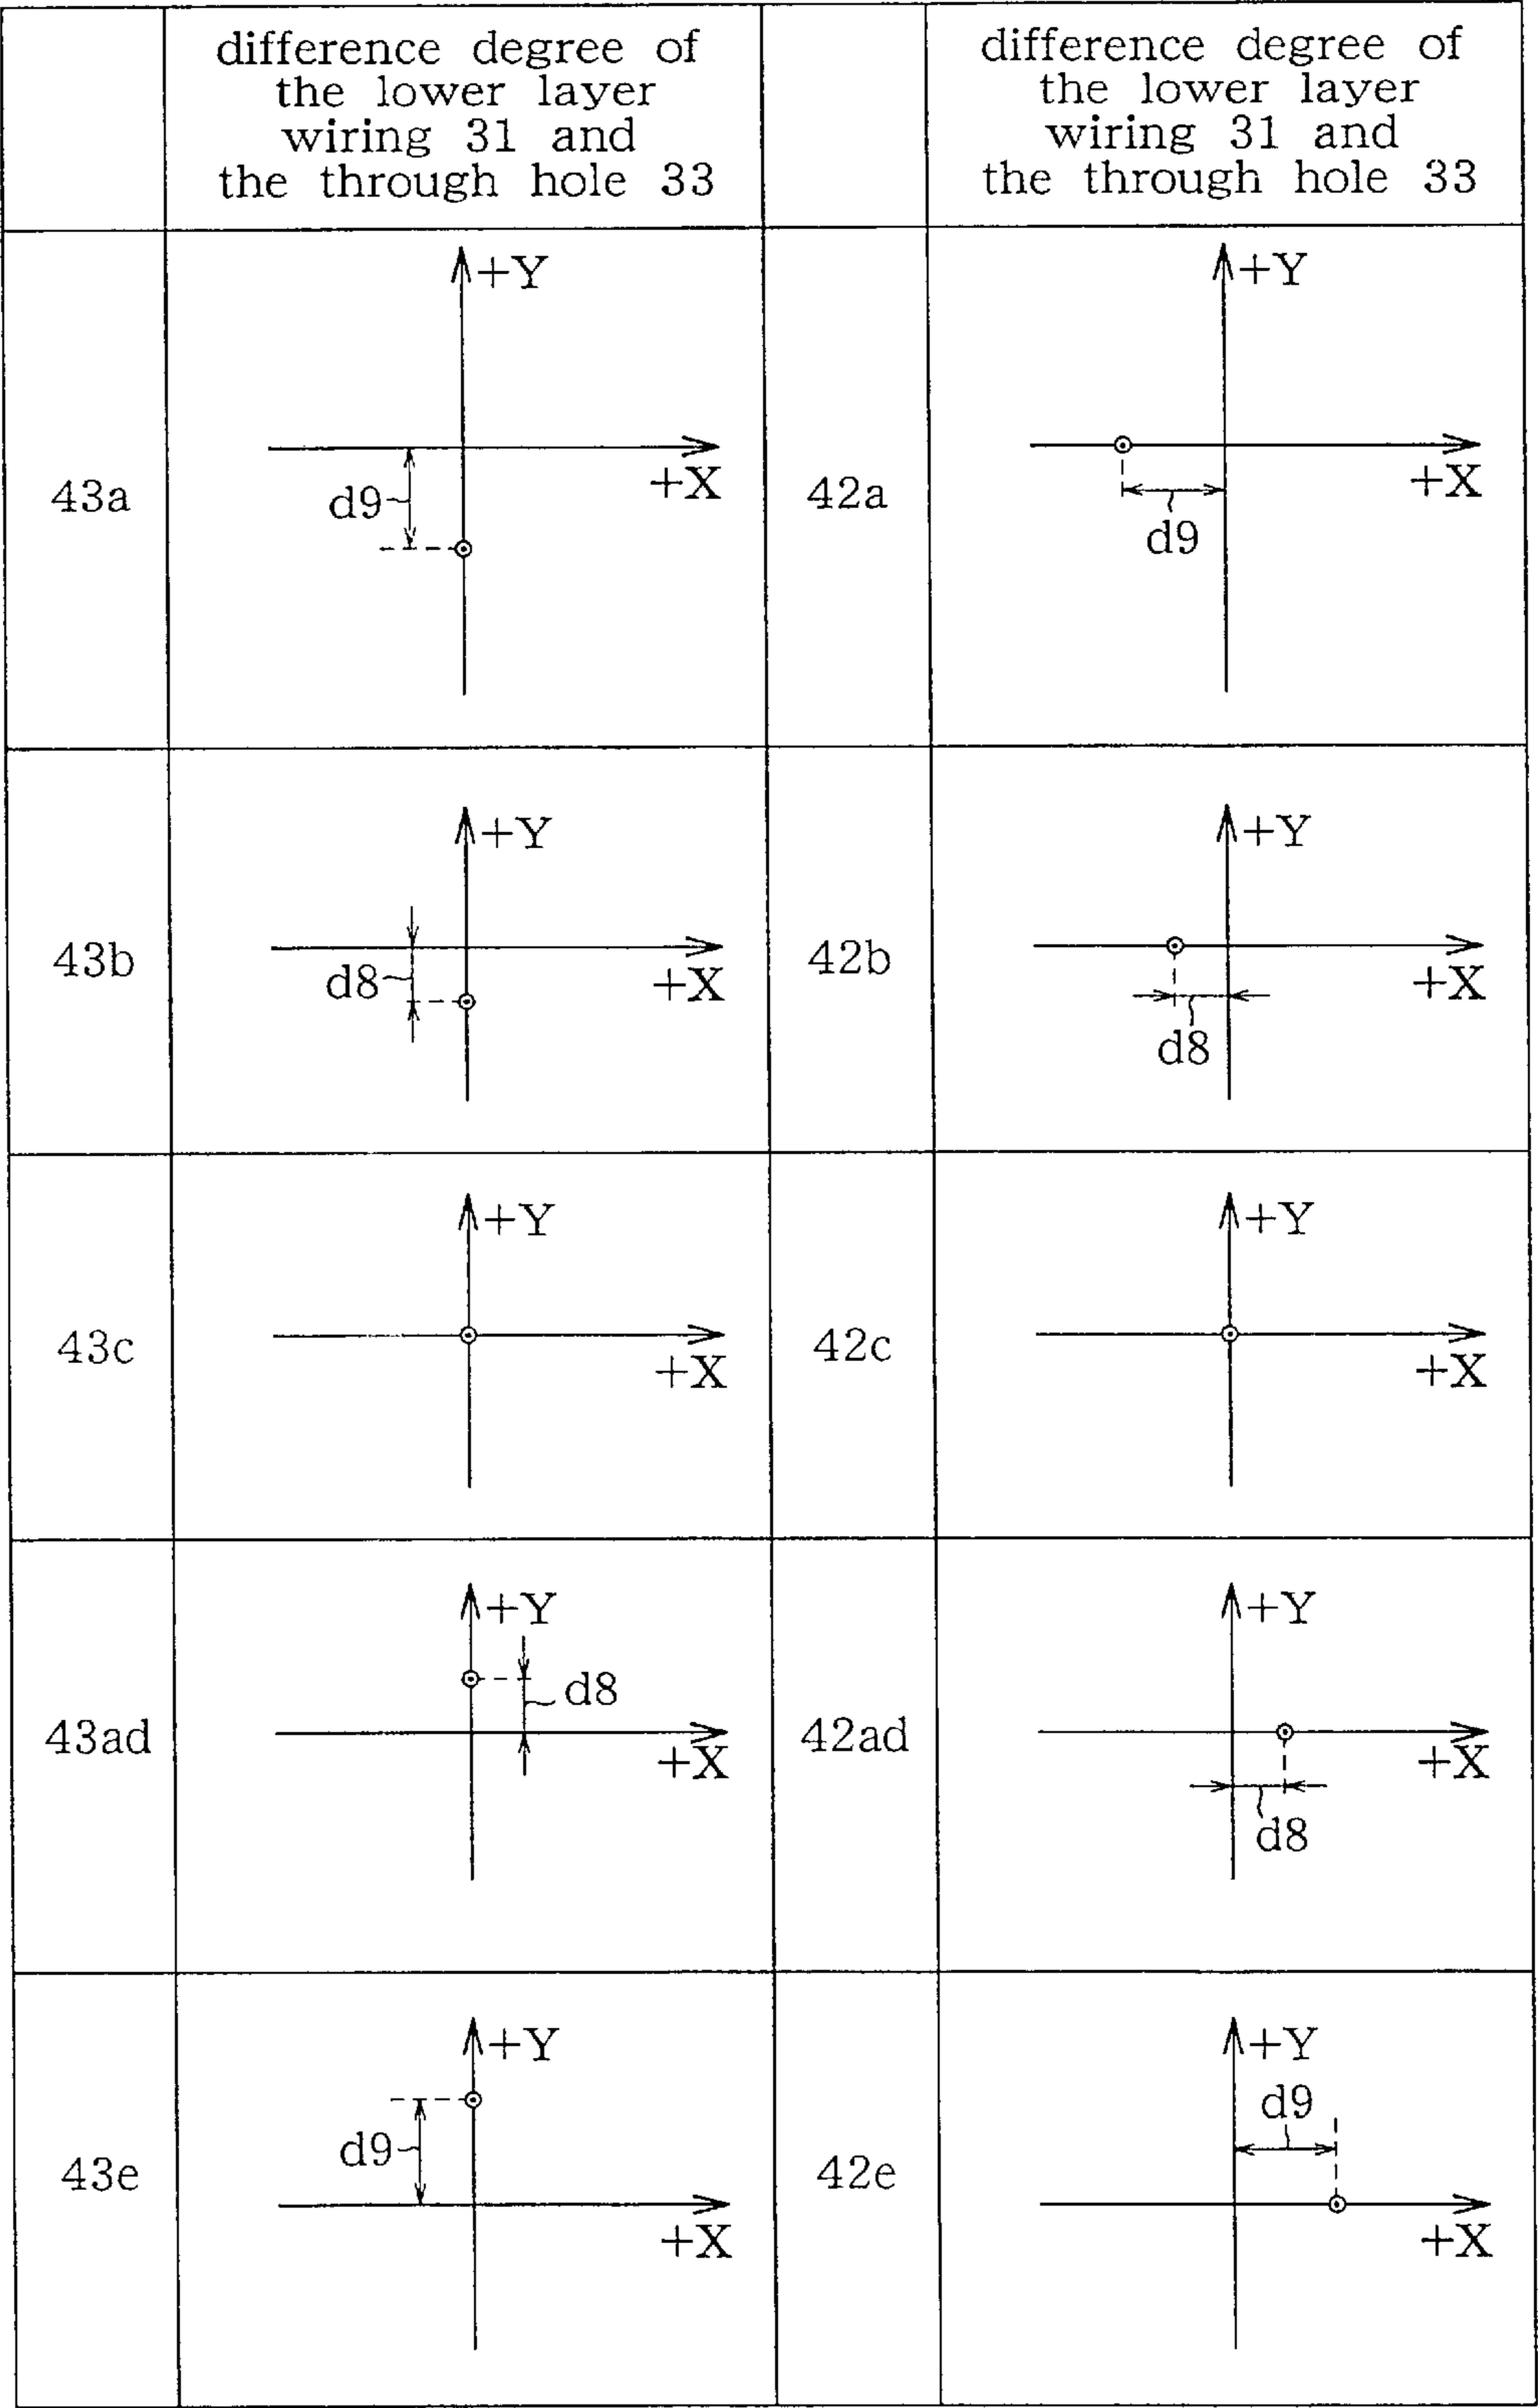 difference degree of
the lower layer
wiring 31 and
the through hole 33
difference degree of
the lower layer
wiring 31 and
the through hole 33
43a
+Y
+X
d9
42a
+Y
+X
d9
43b
+Y
+X
d8
42b
+Y
+X
d8
43c
+Y
+X
42c
+Y
+X
43ad
+Y
d8
+X
42ad
+Y
+X
d8
43e
+Y
d9
+X
42e
+Y
d9
+X